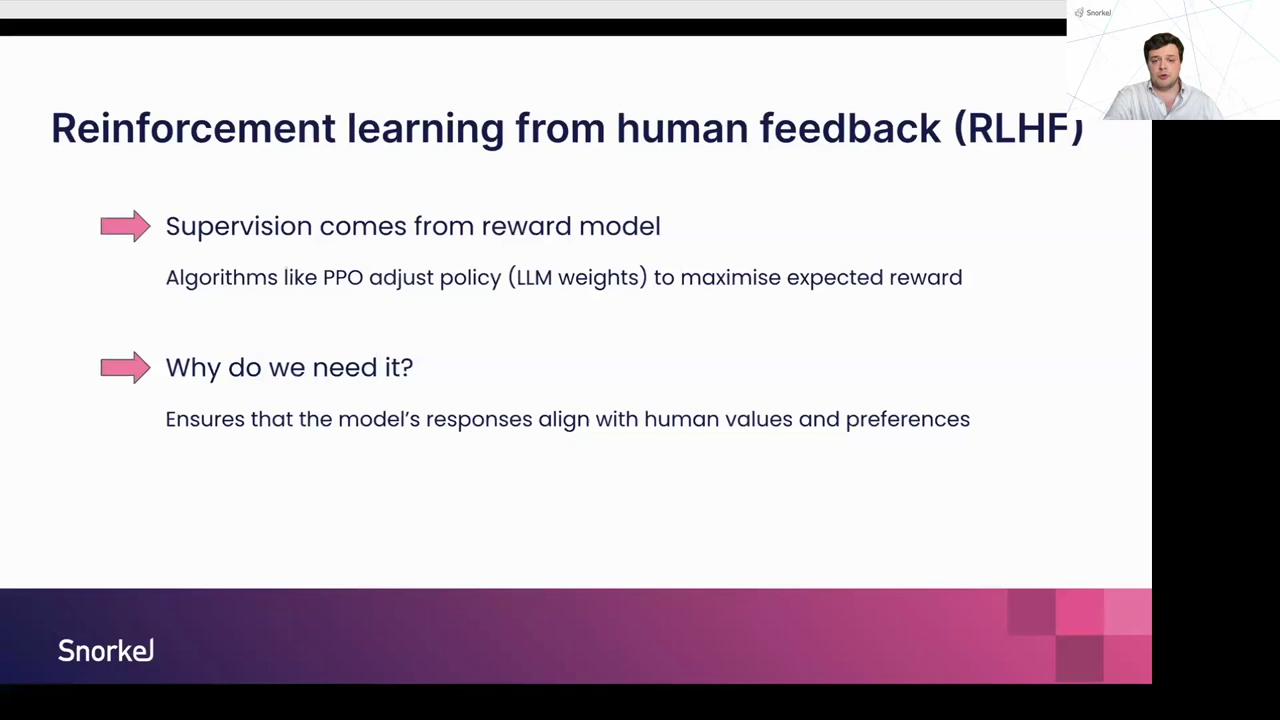 Snorkel
Reinforcement learning from human feedback (RLHF)
Supervision comes from reward model
Algorithms like PPO adjust policy (LLM weights) to maximise expected reward
Why do we need it?
Ensures that the model’s responses align with human values and preferences
Snorkel